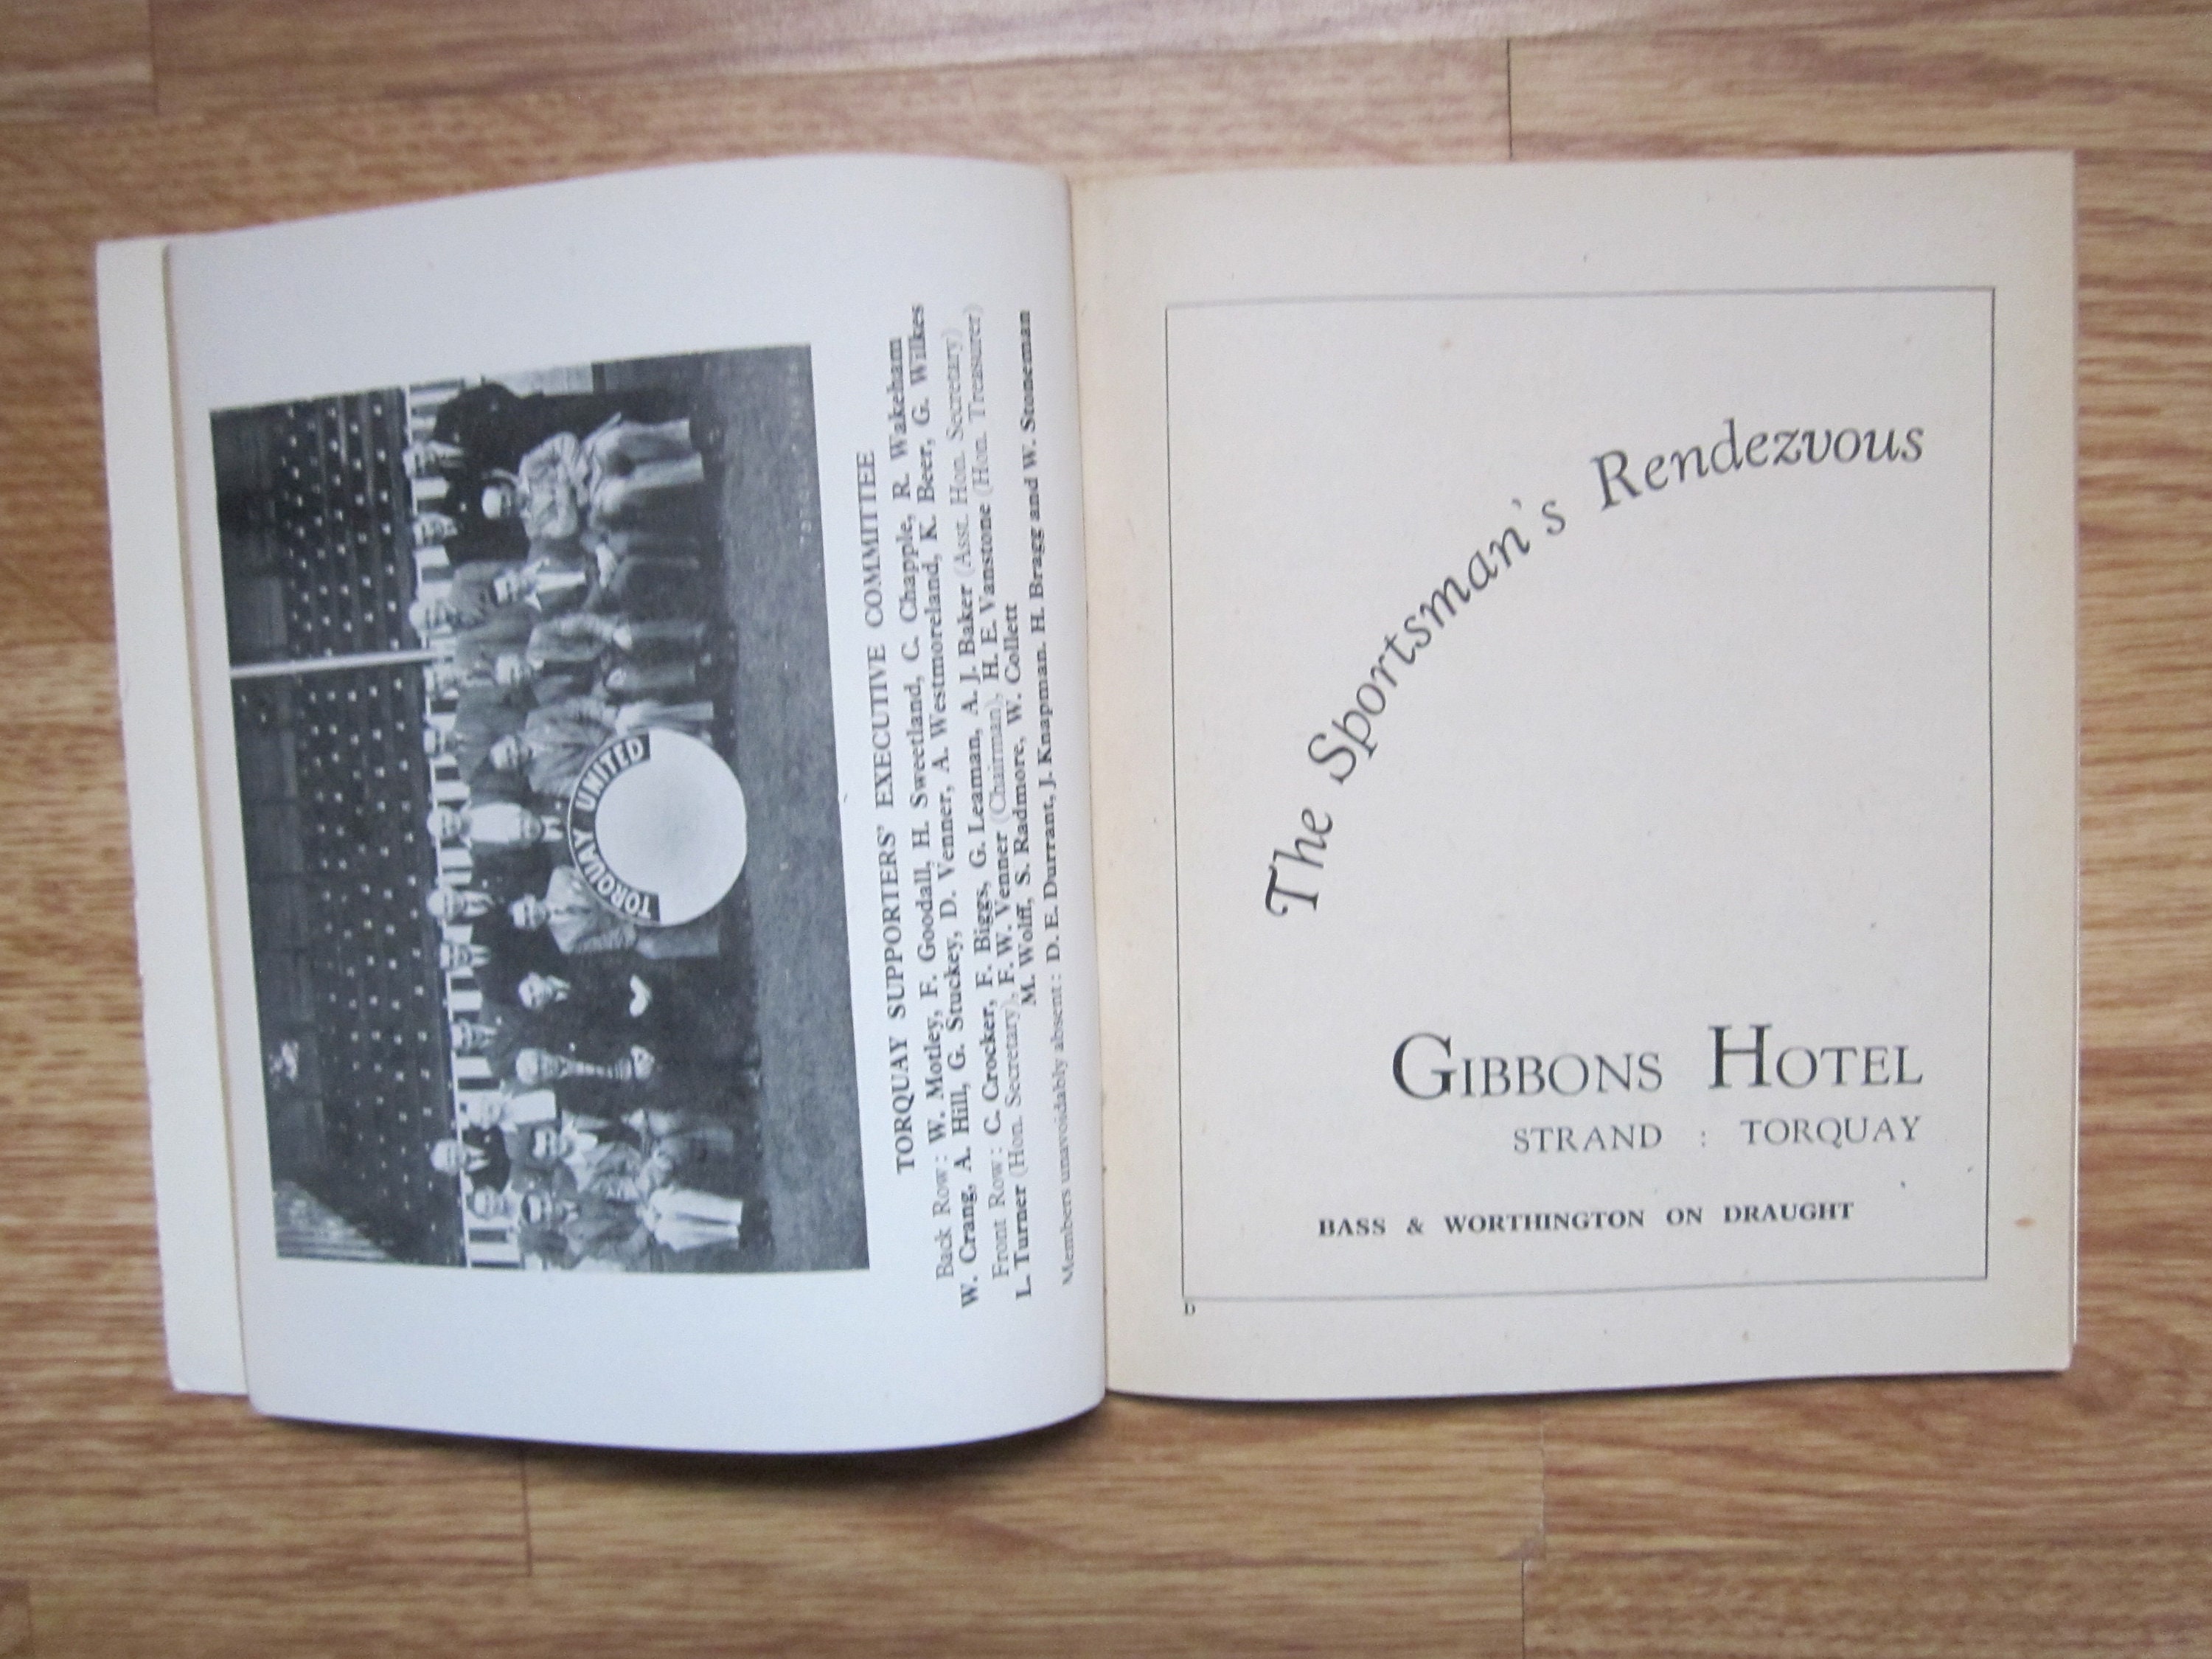 TORQUAY UNITED
TORQUAY SUPPORTERS' EXECUTIVE COMMITTEE
Back Row: W. Motley, F. Goodall, H. Sweetland, C. Chapple, R. Wakeham
W. Crang, A. Hill, G. Stuckey, D. Venner, A. Westmoreland, K. Beer, G. Wilkes
Front Row: C. Crocker, F. Biggs, G. Leaman, A. J. Baker (Asst. Hon. Secretary)
L. Turner (Hon. Secretary), F. W. Venner (Chairman), H. E. Vanstone (Hon. Treasurer)
M. Wolff, S. Radmore, W. Collett
Members unavoidably absent: D. E. Durrant, J. Knapman. H. Bragg and W. Stoneman
The Sportsman's Rendezvous
GIBBONS HOTEL
STRAND : TORQUAY
BASS & WORTHINGTON ON DRAUGHT